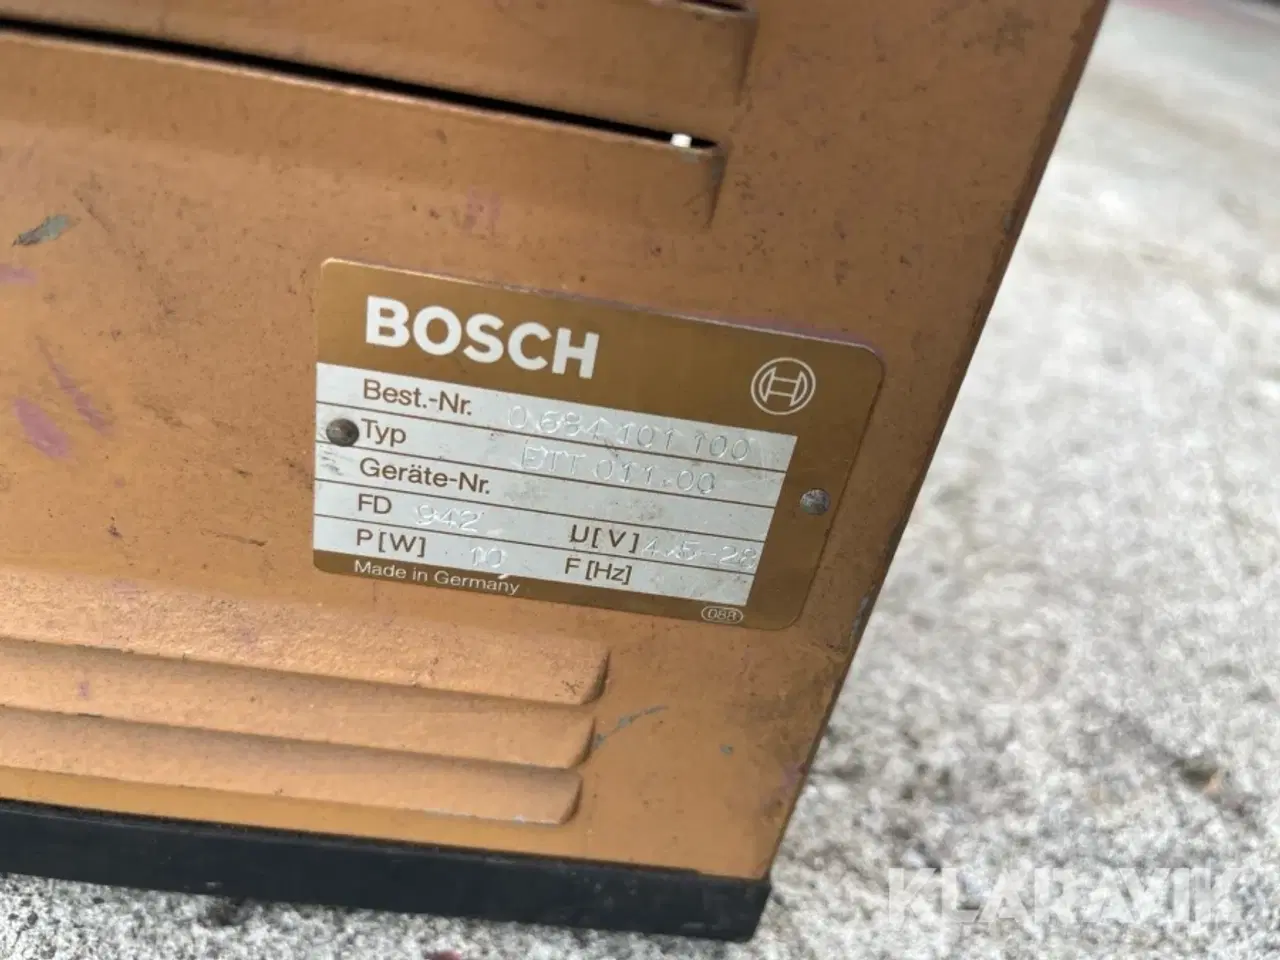 BOSCH
Best.-Nr. 0 684 101 100
Typ ETT 011.00
Geräte-Nr.
FD 942 U[V] 4.5-28
P[W] 10 F[Hz]
Made in Germany 088
KLARAVIK